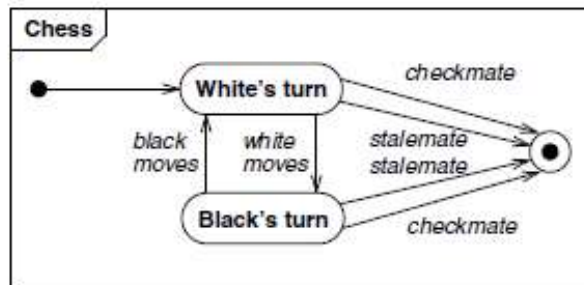 Chess
White's turn
checkmate
black
moves
white
moves
stalemate
stalemate
Black's turn
checkmate